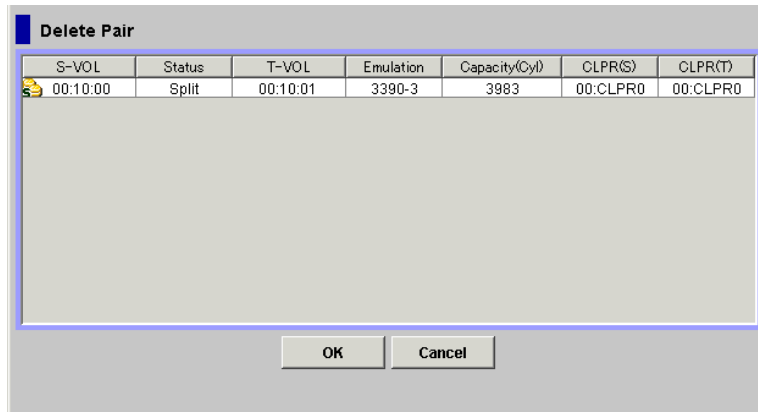 Delete Pair
S-VOL Status T-VOL Emulation Capacity(Cyl) CLPR(S) CLPR(T)
S 00:10:00 Split 00:10:01 3390-3 3983 00:CLPR0 00:CLPR0
OK Cancel